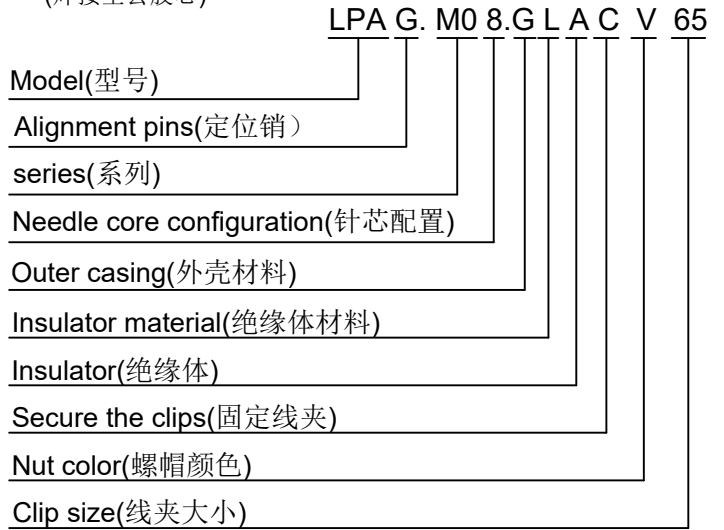 LPA G. M0 8.G L A C V 65
Model(型号)
Alignment pins(定位销）
series(系列)
Needle core configuration(针芯配置)
Outer casing(外壳材料)
Insulator material(绝缘体材料)
Insulator(绝缘体)
Secure the clips(固定线夹)
Nut color(螺帽颜色)
Clip size(线夹大小)